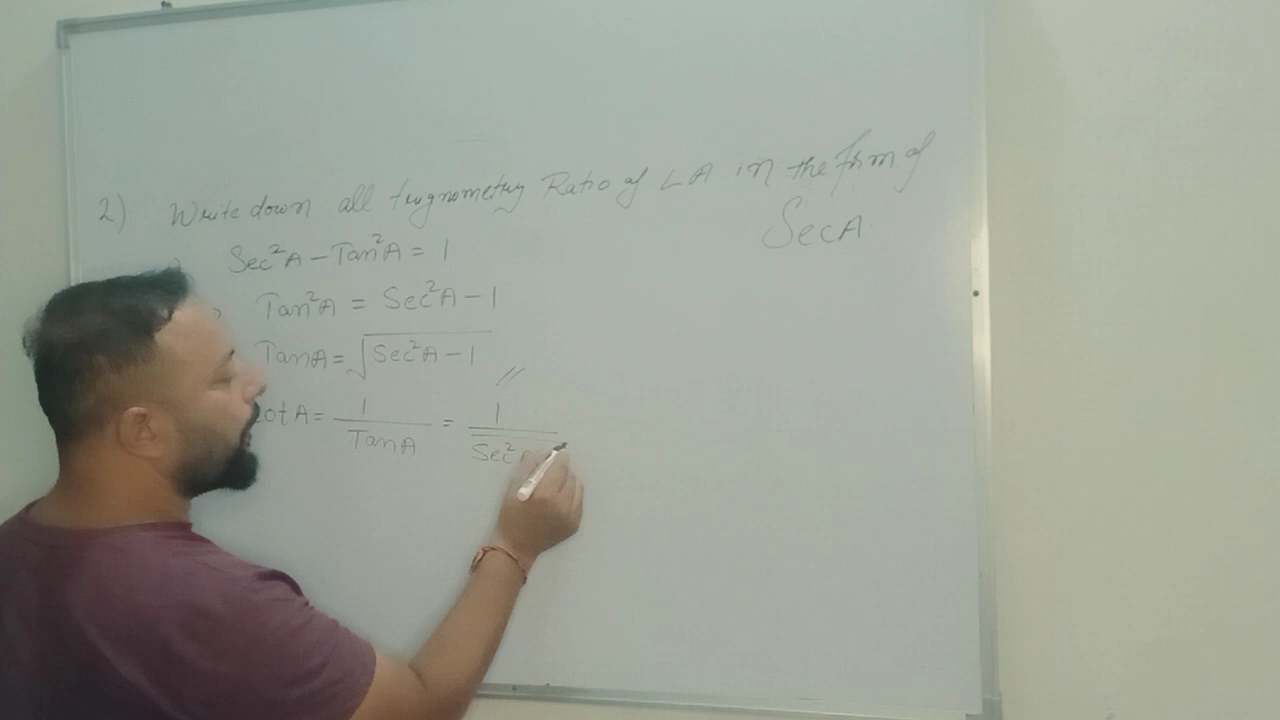 2) Write down all trignometry Ratio of ∠A in the form of
SecA
Sec²A - Tan²A = 1
Tan²A = Sec²A - 1
TanA = √(Sec²A - 1) //
otA = 1/TanA = 1/Sec²